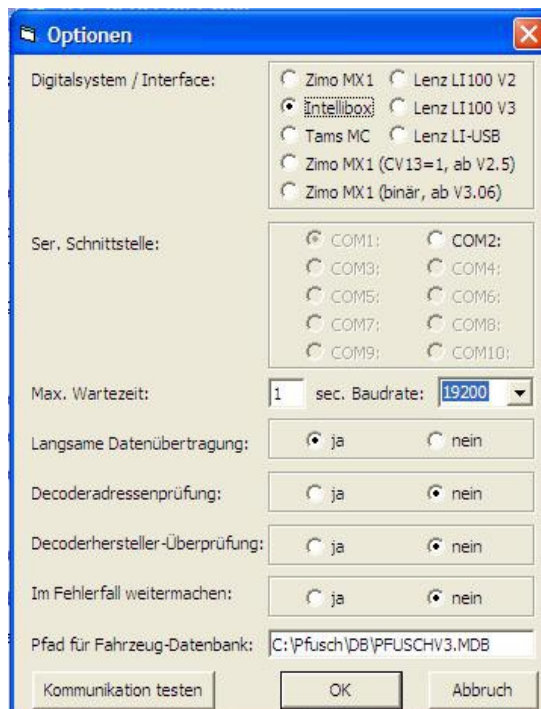 Optionen
Digitalsystem / Interface:
Zimo MX1 Lenz LI100 V2
Intellibox Lenz LI100 V3
Tams MC Lenz LI-USB
Zimo MX1 (CV13=1, ab V2.5)
Zimo MX1 (binär, ab V3.06)
Ser. Schnittstelle:
COM1: COM2:
COM3: COM4:
COM5: COM6:
COM7: COM8:
COM9: COM10:
Max. Wartezeit: 1 sec. Baudrate: 19200
Langsame Datenübertragung: ja nein
Decoderadressenprüfung: ja nein
Decoderhersteller-Überprüfung: ja nein
Im Fehlerfall weitermachen: ja nein
Pfad für Fahrzeug-Datenbank: C:\Pfusch\DB\PFUSCHV3.MDB
Kommunikation testen OK Abbruch